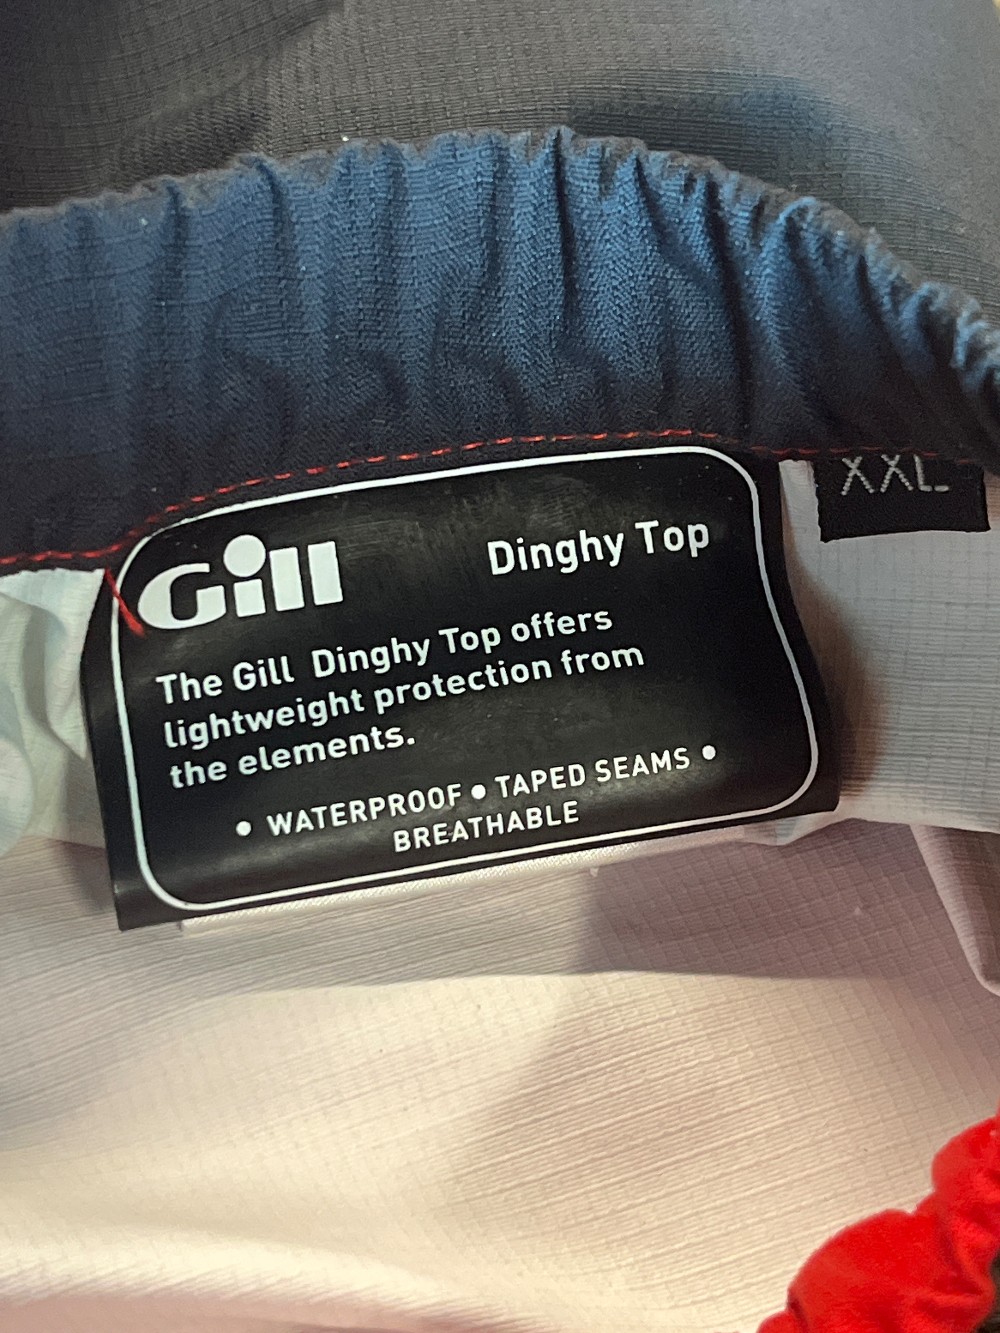 XXL
Gill
Dinghy Top
The Gill Dinghy Top offers
lightweight protection from
the elements.
• WATERPROOF • TAPED SEAMS •
BREATHABLE